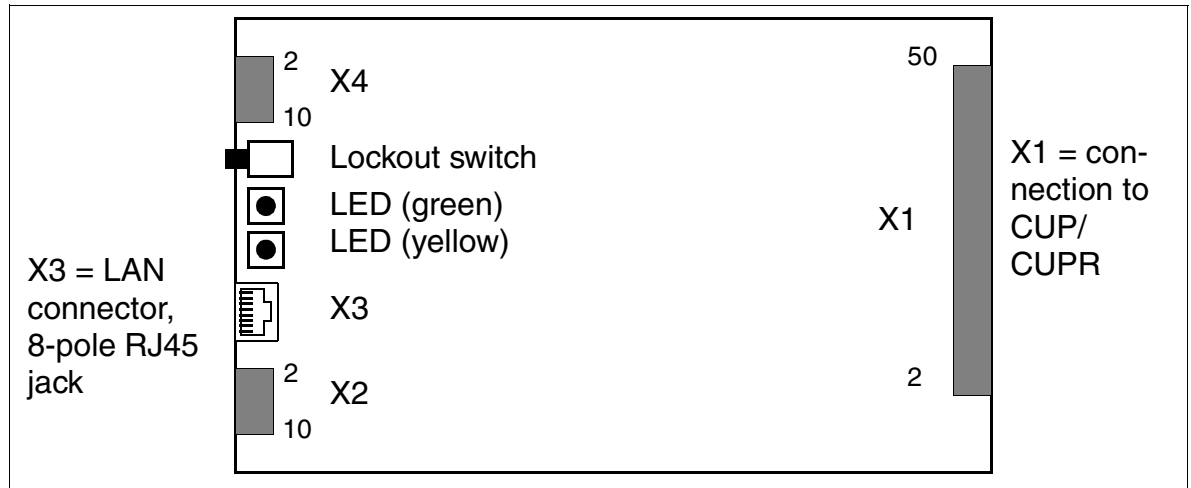 2
X4
10
Lockout switch
LED (green)
LED (yellow)
X3 = LAN
connector,
8-pole RJ45
jack
X3
2
X2
10
50
X1
2
X1 = con-
nection to
CUP/
CUPR